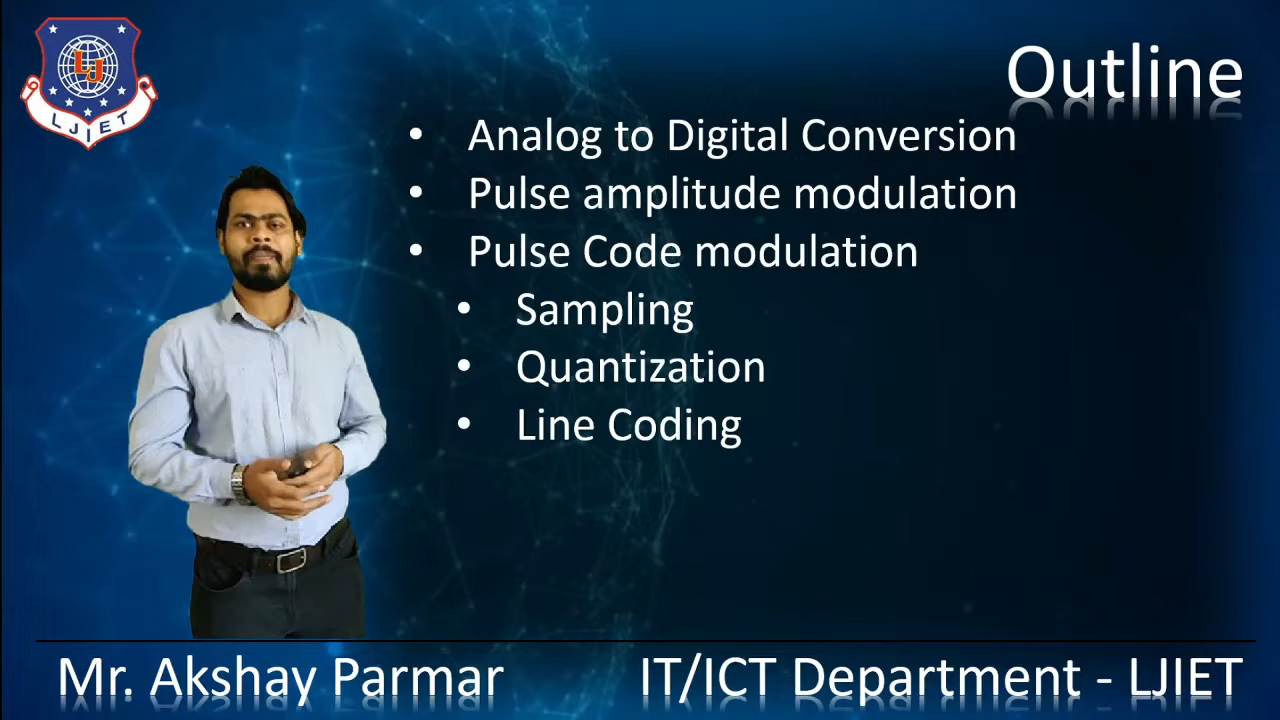 LJ
LJIET
Outline
• Analog to Digital Conversion
• Pulse amplitude modulation
• Pulse Code modulation
• Sampling
• Quantization
• Line Coding
Mr. Akshay Parmar
IT/ICT Department - LJIET